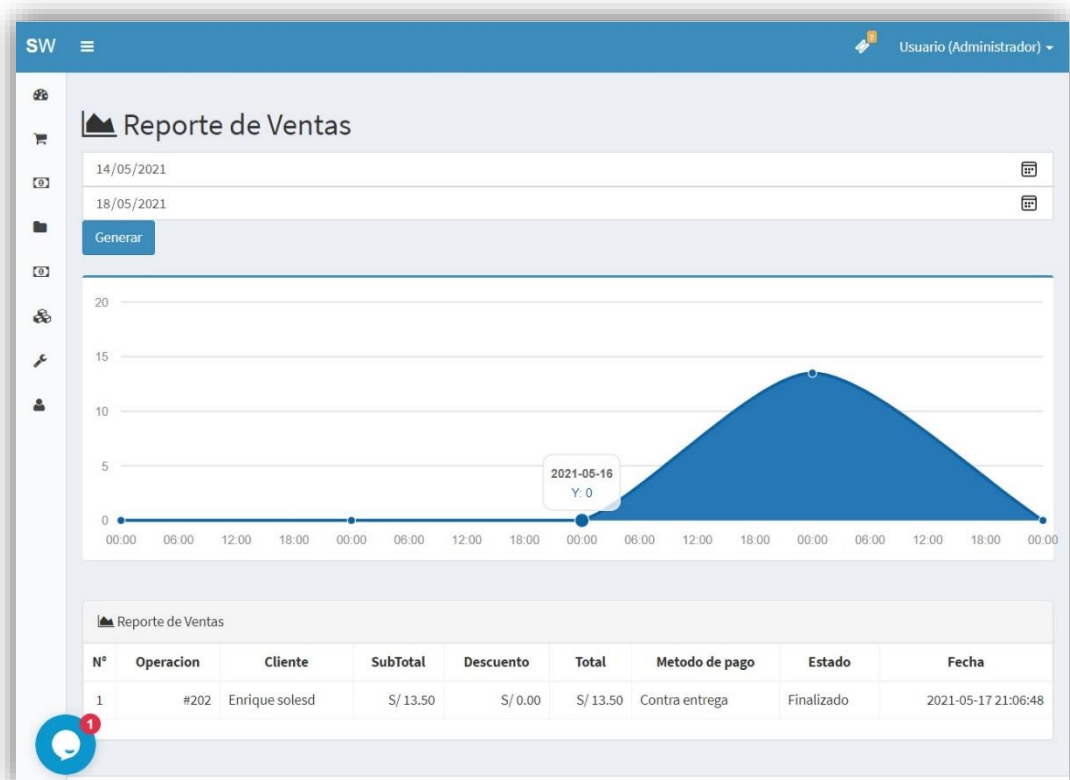 SW
2
Usuario (Administrador)
Reporte de Ventas
14/05/2021
18/05/2021
Generar
20
15
10
5
0
2021-05-16
Y: 0
00:00 06:00 12:00 18:00 00:00 06:00 12:00 18:00 00:00 06:00 12:00 18:00 00:00 06:00 12:00 18:00 00:00
Reporte de Ventas
N° Operacion Cliente SubTotal Descuento Total Metodo de pago Estado Fecha
1 #202 Enrique solesd S/ 13.50 S/ 0.00 S/ 13.50 Contra entrega Finalizado 2021-05-17 21:06:48
1